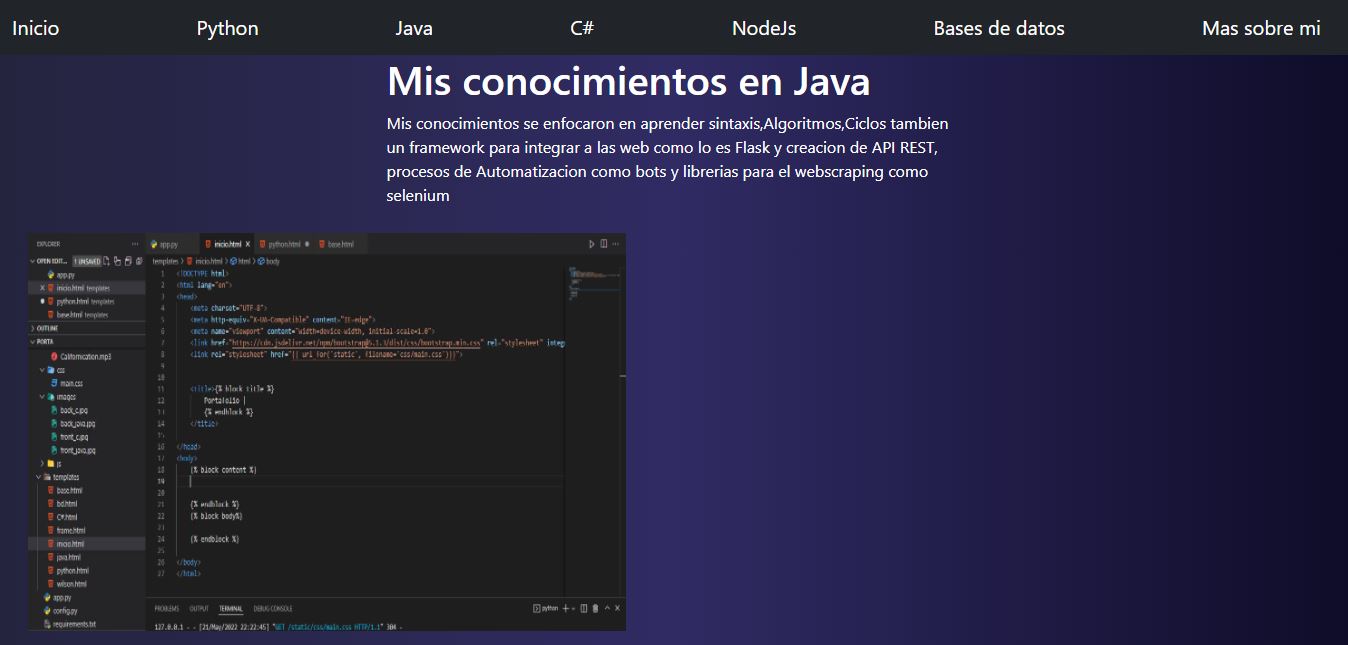 Inicio Python Java C# NodeJs Bases de datos Mas sobre mi
Mis conocimientos en Java
Mis conocimientos se enfocaron en aprender sintaxis,Algoritmos,Ciclos tambien
un framework para integrar a las web como lo es Flask y creacion de API REST,
procesos de Automatizacion como bots y librerias para el webscraping como
selenium
EXPLORER ···
OPEN EDIT... 1 UNSAVED
app.py
X inicio.html templates
python.html templates
base.html templates
OUTLINE
PORTA
Californication.mp3
css
main.css
images
back_c.jpg
back_java.jpg
front_c.jpg
front_java.jpg
js
templates
base.html
bd.html
C#.html
frame.html
inicio.html
java.html
python.html
wilson.html
app.py
config.py
requirements.txt
app.py inicio.html X python.html base.html
templates > inicio.html > html > body
1 <!DOCTYPE html>
2 <html lang="en">
3 <head>
4 <meta charset="UTF-8">
5 <meta http-equiv="X-UA-Compatible" content="IE=edge">
6 <meta name="viewport" content="width=device-width, initial-scale=1.0">
7 <link href="https://cdn.jsdelivr.net/npm/bootstrap@5.1.3/dist/css/bootstrap.min.css" rel="stylesheet" integ
8 <link rel="stylesheet" href="{{ url_for('static', filename='css/main.css')}}">
9
10
11 <title>{% block title %}
12 Portafolio |
13 {% endblock %}
14 </title>
15
16 </head>
17 <body>
18 {% block content %}
19
20
21 {% endblock %}
22 {% block body%}
23
24 {% endblock %}
25
26 </body>
27 </html>
PROBLEMS OUTPUT TERMINAL DEBUG CONSOLE python
127.0.0.1 - - [21/May/2022 22:22:45] "GET /static/css/main.css HTTP/1.1" 304 -